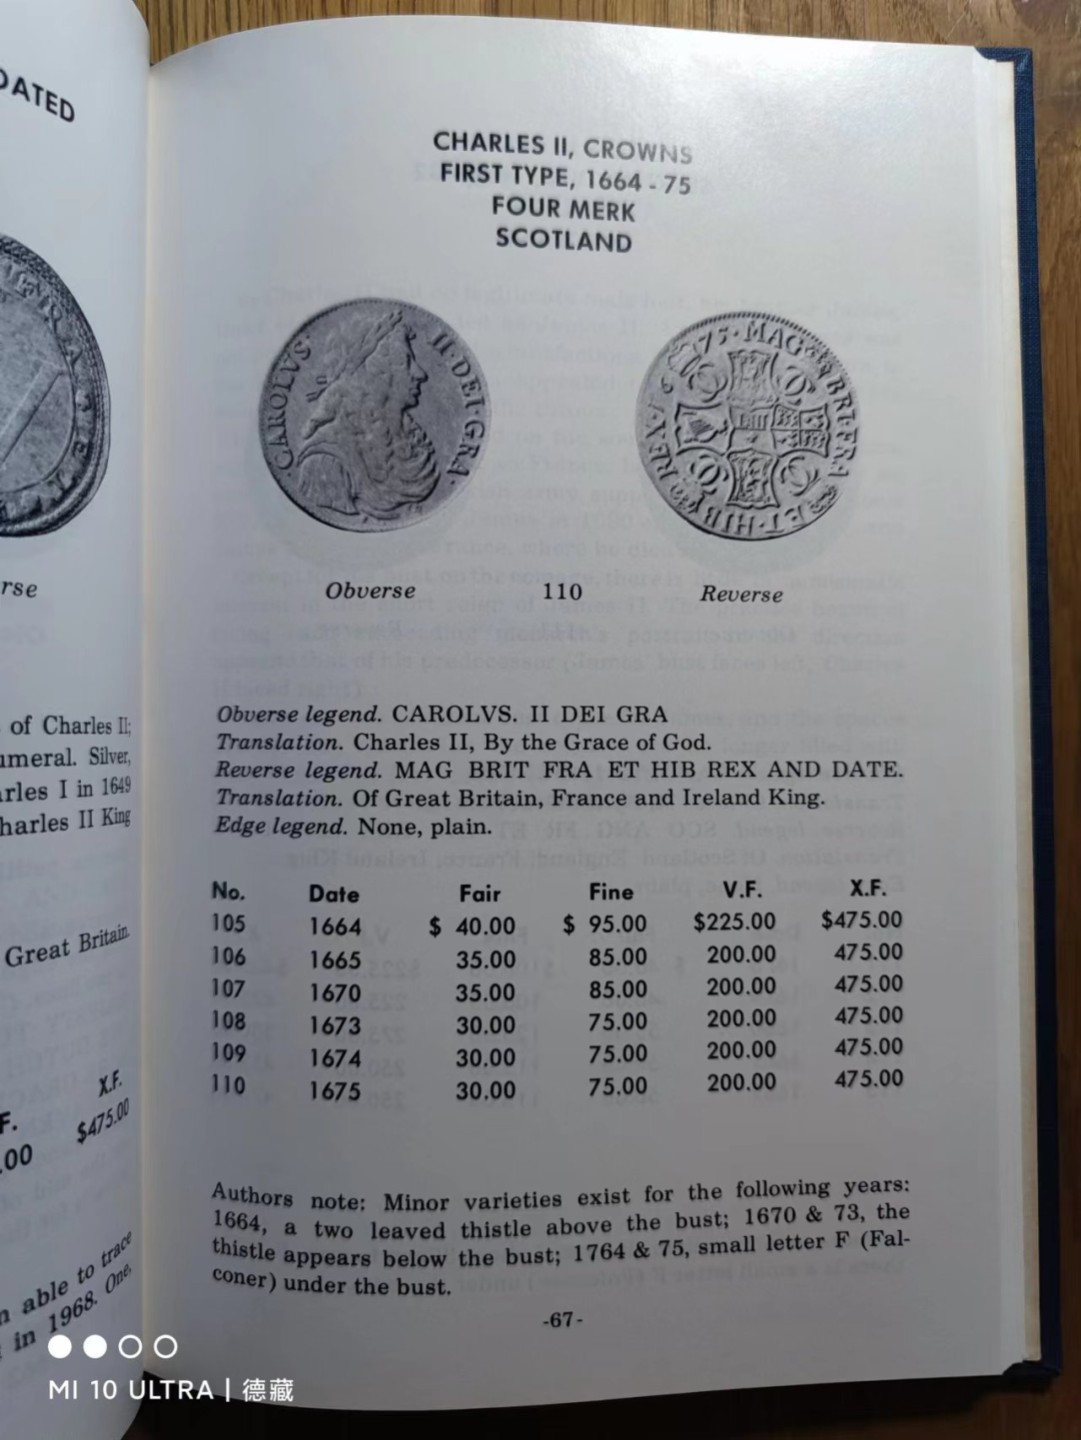 DATED
rse
of Charles II;
umeral. Silver,
arles I in 1649
harles II King
Great Britain.
X.F.
F.
$475.00
.00
n able to trace
in 1968. One,
CHARLES II, CROWNS
FIRST TYPE, 1664 - 75
FOUR MERK
SCOTLAND
CAROLVS· II·DEI·GRA·
REX·16 75·MAG BRI·FRA ET·HIB
Obverse 110 Reverse
Obverse legend. CAROLVS. II DEI GRA
Translation. Charles II, By the Grace of God.
Reverse legend. MAG BRIT FRA ET HIB REX AND DATE.
Translation. Of Great Britain, France and Ireland King.
Edge legend. None, plain.
No. Date Fair Fine V.F. X.F.
105 1664 $ 40.00 $ 95.00 $225.00 $475.00
106 1665 35.00 85.00 200.00 475.00
107 1670 35.00 85.00 200.00 475.00
108 1673 30.00 75.00 200.00 475.00
109 1674 30.00 75.00 200.00 475.00
110 1675 30.00 75.00 200.00 475.00
Authors note: Minor varieties exist for the following years:
1664, a two leaved thistle above the bust; 1670 & 73, the
thistle appears below the bust; 1764 & 75, small letter F (Fal-
coner) under the bust.
-67-
MI 10 ULTRA | 德藏